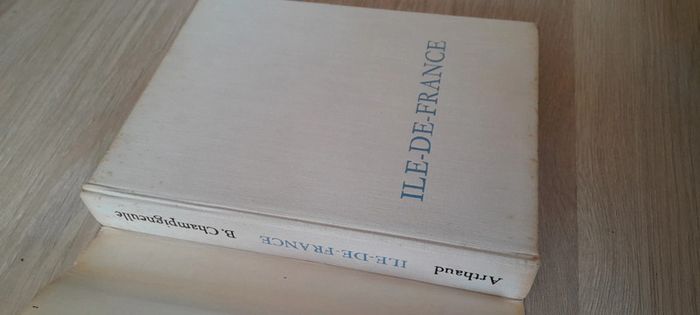 ILE-DE-FRANCE
B. Champigneulle
ILE-DE-FRANCE
Arthaud